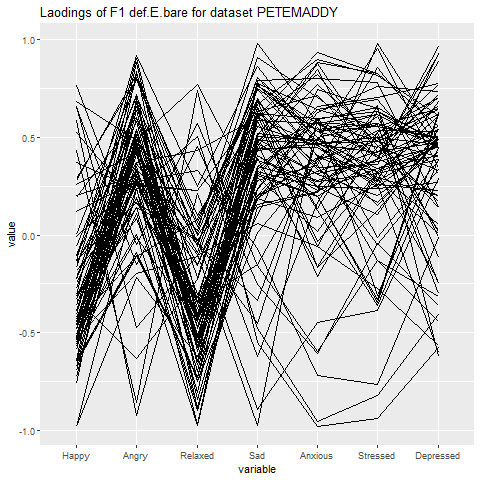 Laodings of F1 def.E.bare for dataset PETEMADDY
1.0
0.5
0.0
-0.5
-1.0
value
Happy Angry Relaxed Sad Anxious Stressed Depressed
variable